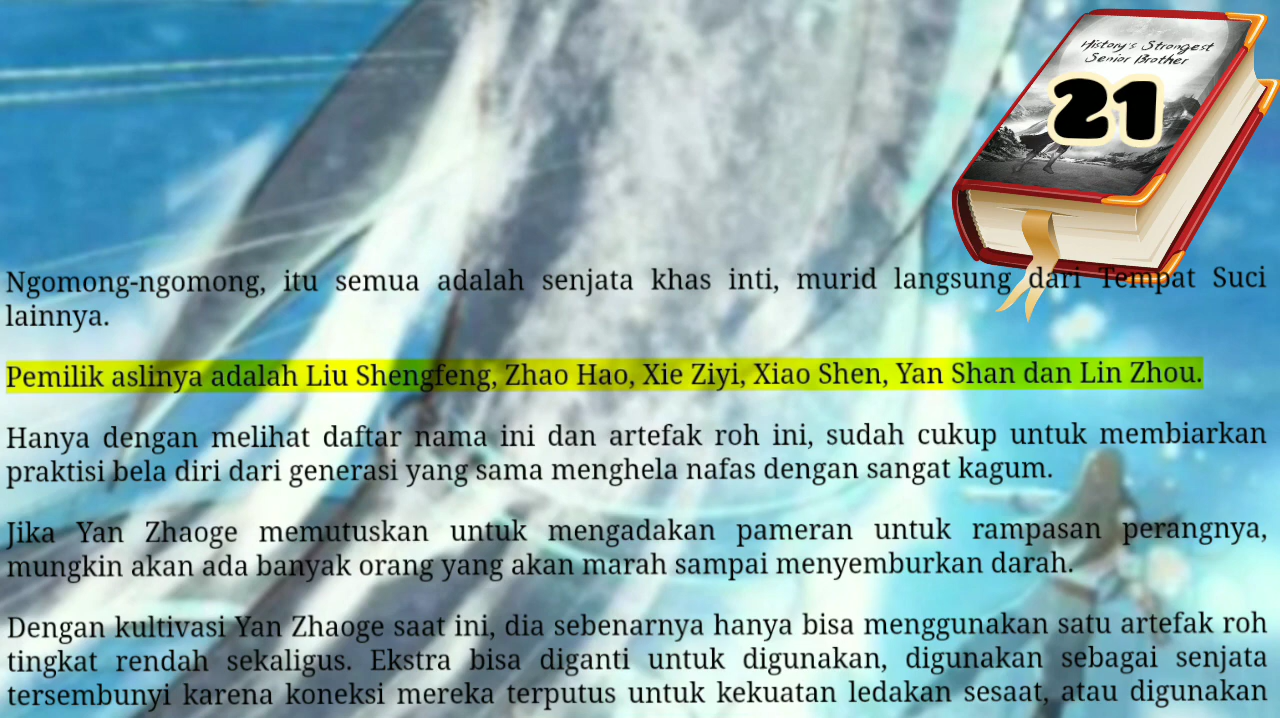 History's Strongest
Senior Brother
21
Ngomong-ngomong, itu semua adalah senjata khas inti, murid langsung dari Tempat Suci
lainnya.
Pemilik aslinya adalah Liu Shengfeng, Zhao Hao, Xie Ziyi, Xiao Shen, Yan Shan dan Lin Zhou.
Hanya dengan melihat daftar nama ini dan artefak roh ini, sudah cukup untuk membiarkan
praktisi bela diri dari generasi yang sama menghela nafas dengan sangat kagum.
Jika Yan Zhaoge memutuskan untuk mengadakan pameran untuk rampasan perangnya,
mungkin akan ada banyak orang yang akan marah sampai menyemburkan darah.
Dengan kultivasi Yan Zhaoge saat ini, dia sebenarnya hanya bisa menggunakan satu artefak roh
tingkat rendah sekaligus. Ekstra bisa diganti untuk digunakan, digunakan sebagai senjata
tersembunyi karena koneksi mereka terputus untuk kekuatan ledakan sesaat, atau digunakan